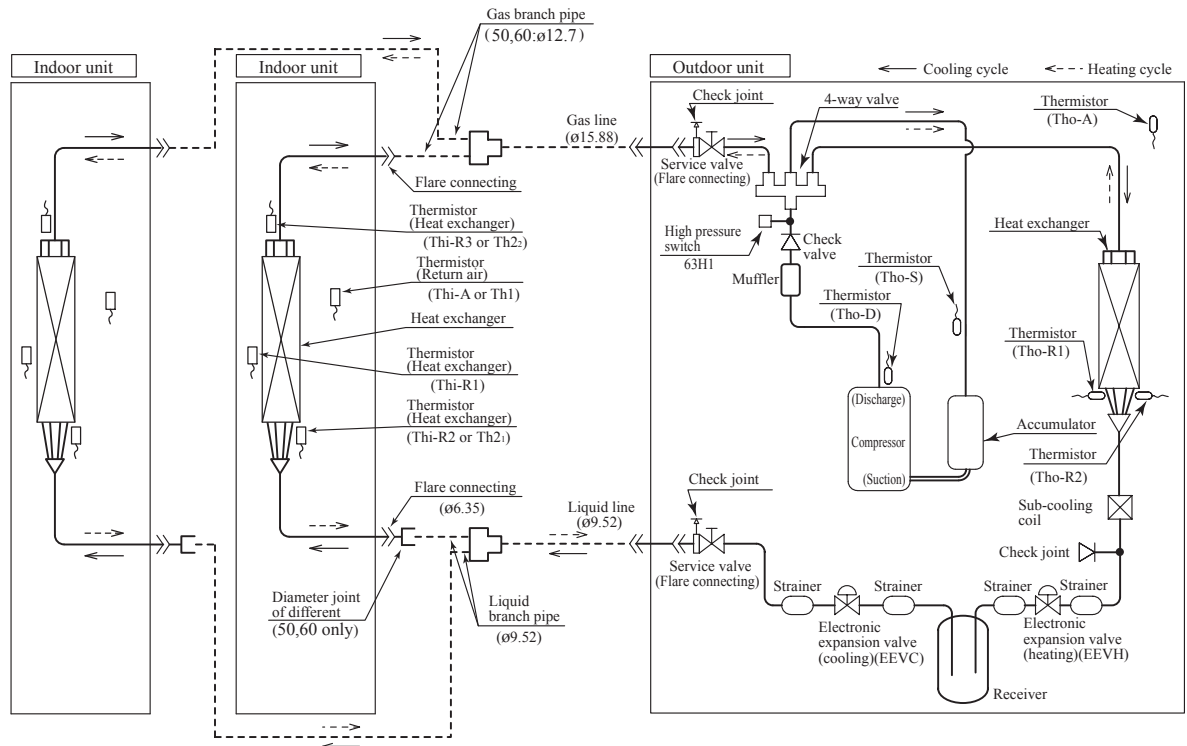 Gas branch pipe
(50,60:ø12.7)
Indoor unit
Indoor unit
Outdoor unit
Cooling cycle
Heating cycle
Check joint
4-way valve
Thermistor
(Tho-A)
Gas line
(ø15.88)
Service valve
(Flare connecting)
Flare connecting
Thermistor
(Heat exchanger)
(Thi-R3 or Th2₂)
Thermistor
(Return air)
(Thi-A or Th1)
Heat exchanger
Thermistor
(Heat exchanger)
(Thi-R1)
Thermistor
(Heat exchanger)
(Thi-R2 or Th2₁)
High pressure
switch
63H1
Check
valve
Muffler
Thermistor
(Tho-S)
Thermistor
(Tho-D)
Heat exchanger
Thermistor
(Tho-R1)
(Discharge)
Compressor
(Suction)
Accumulator
Thermistor
(Tho-R2)
Flare connecting
(ø6.35)
Liquid line
(ø9.52)
Check joint
Sub-cooling
coil
Check joint
Service valve
(Flare connecting)
Diameter joint
of different
(50,60 only)
Liquid
branch pipe
(ø9.52)
Strainer
Strainer
Strainer
Strainer
Electronic
expansion valve
(cooling)(EEVC)
Electronic
expansion valve
(heating)(EEVH)
Receiver